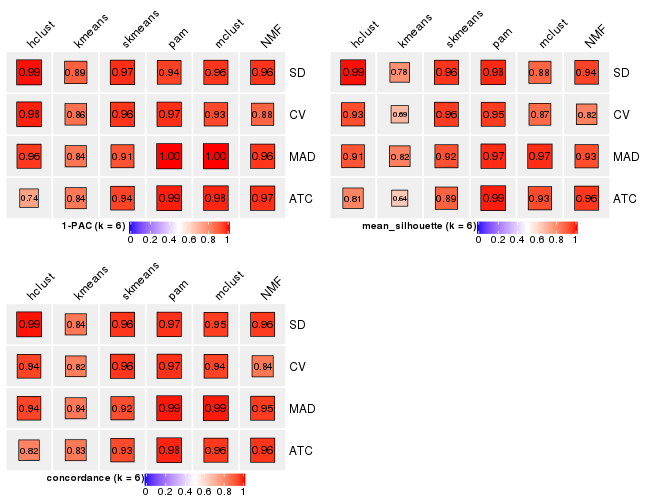 hclust kmeans skmeans pam mclust NMF
0.99 0.89 0.97 0.94 0.96 0.96 SD
0.98 0.86 0.96 0.97 0.93 0.88 CV
0.96 0.84 0.91 1.00 1.00 0.96 MAD
0.74 0.84 0.94 0.99 0.98 0.97 ATC
1-PAC (k = 6)
0 0.2 0.4 0.6 0.8 1
hclust kmeans skmeans pam mclust NMF
0.99 0.78 0.96 0.98 0.88 0.94 SD
0.93 0.69 0.96 0.95 0.87 0.82 CV
0.91 0.82 0.92 0.97 0.97 0.93 MAD
0.81 0.64 0.89 0.99 0.93 0.96 ATC
mean_silhouette (k = 6)
0 0.2 0.4 0.6 0.8 1
hclust kmeans skmeans pam mclust NMF
0.99 0.84 0.96 0.97 0.95 0.96 SD
0.94 0.82 0.96 0.97 0.94 0.84 CV
0.94 0.84 0.92 0.99 0.99 0.95 MAD
0.82 0.83 0.93 0.98 0.96 0.96 ATC
concordance (k = 6)
0 0.2 0.4 0.6 0.8 1